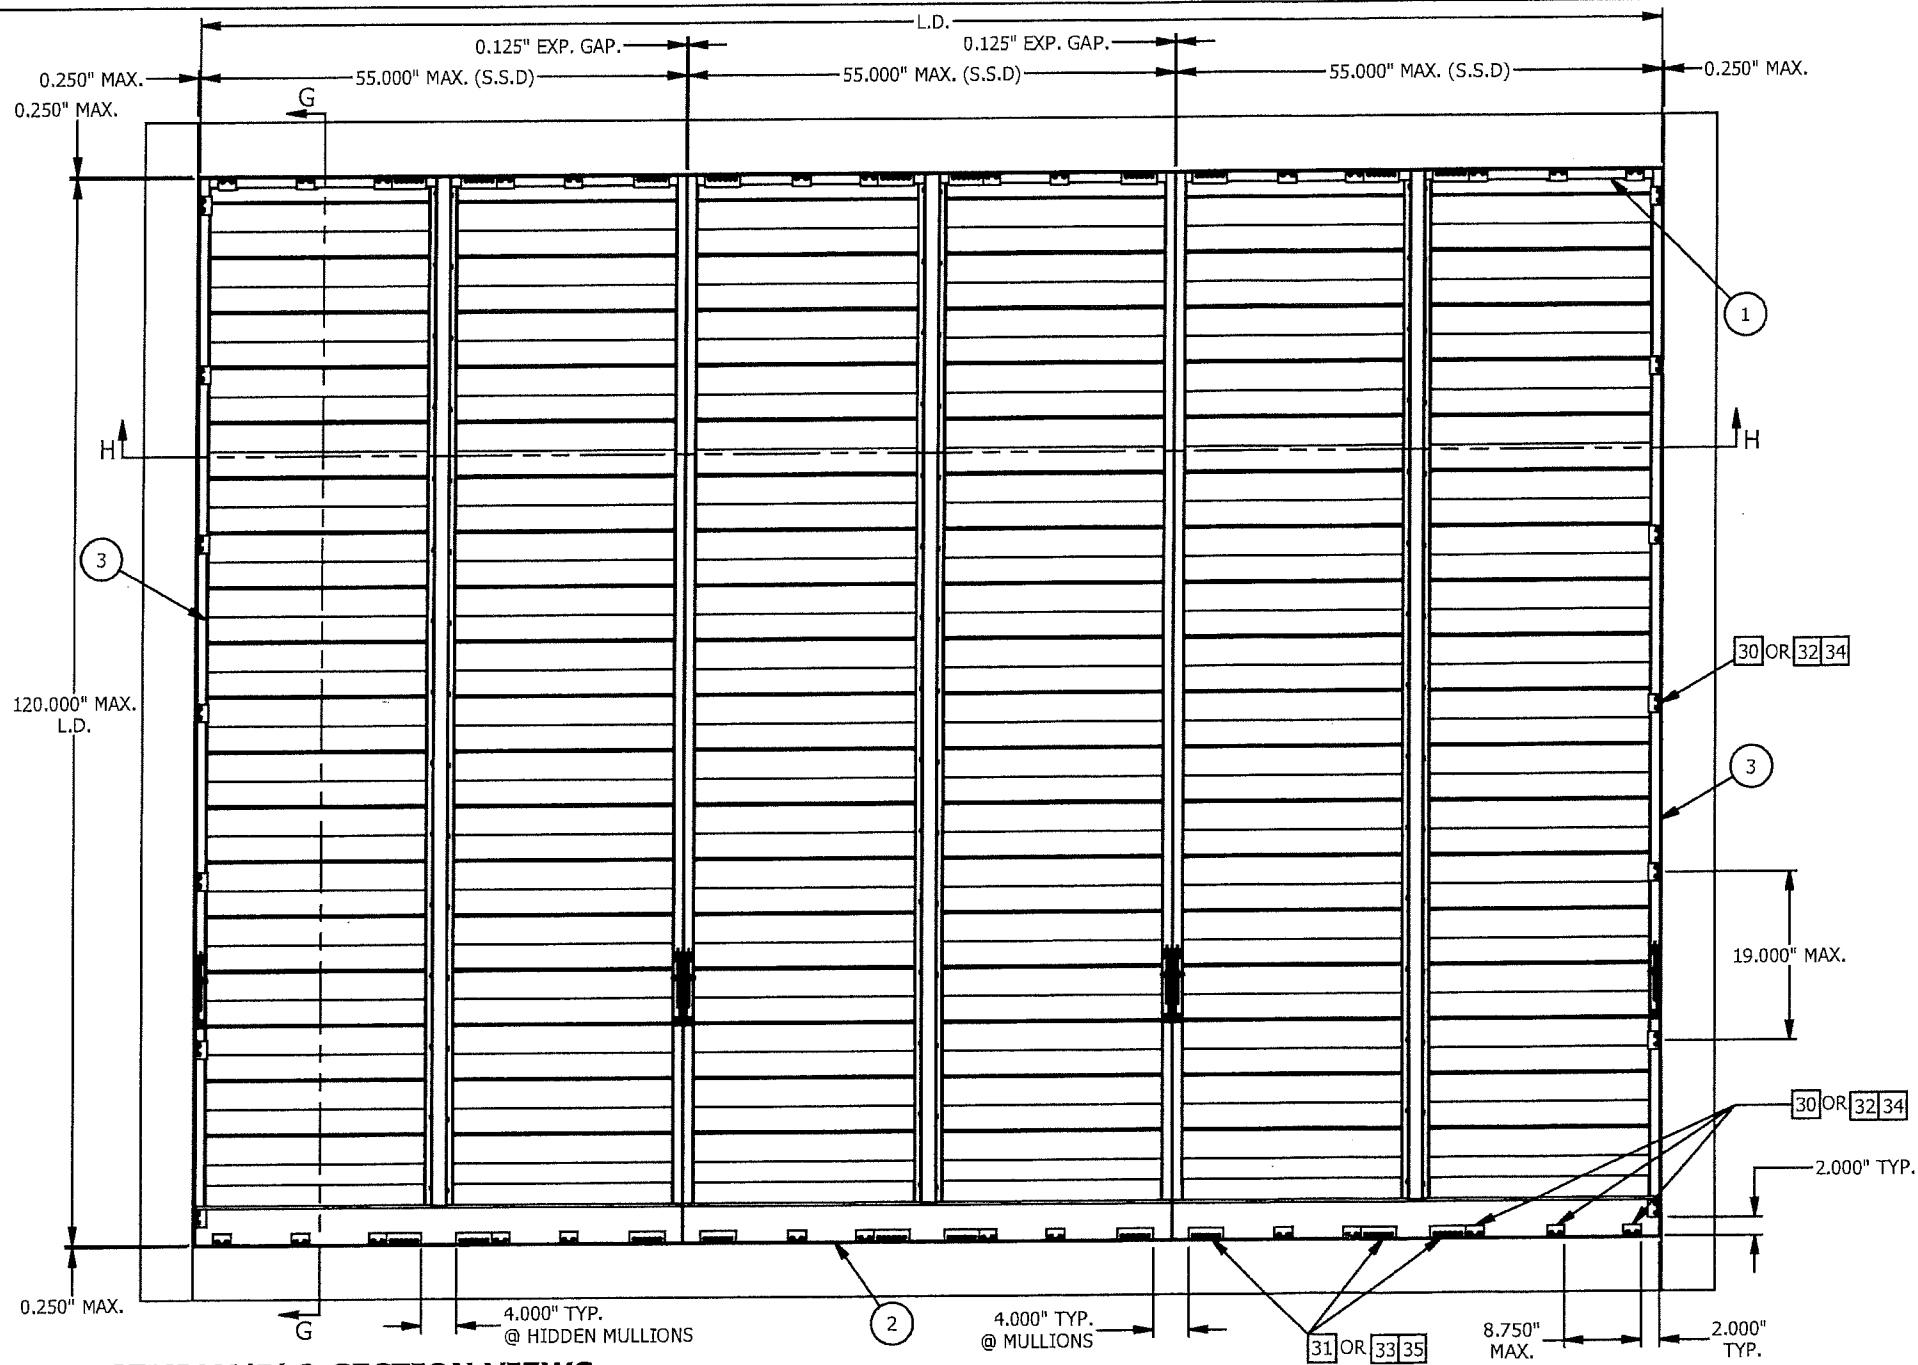 L.D.
0.125" EXP. GAP.
0.125" EXP. GAP.
0.250" MAX.
55.000" MAX. (S.S.D)
55.000" MAX. (S.S.D)
55.000" MAX. (S.S.D)
0.250" MAX.
0.250" MAX.
G
1
H
H
3
30 OR 32 34
120.000" MAX.
L.D.
3
19.000" MAX.
30 OR 32 34
2.000" TYP.
0.250" MAX.
G
4.000" TYP.
@ HIDDEN MULLIONS
2
4.000" TYP.
@ MULLIONS
31 OR 33 35
8.750"
MAX.
2.000"
TYP.
SECTION VIEWS